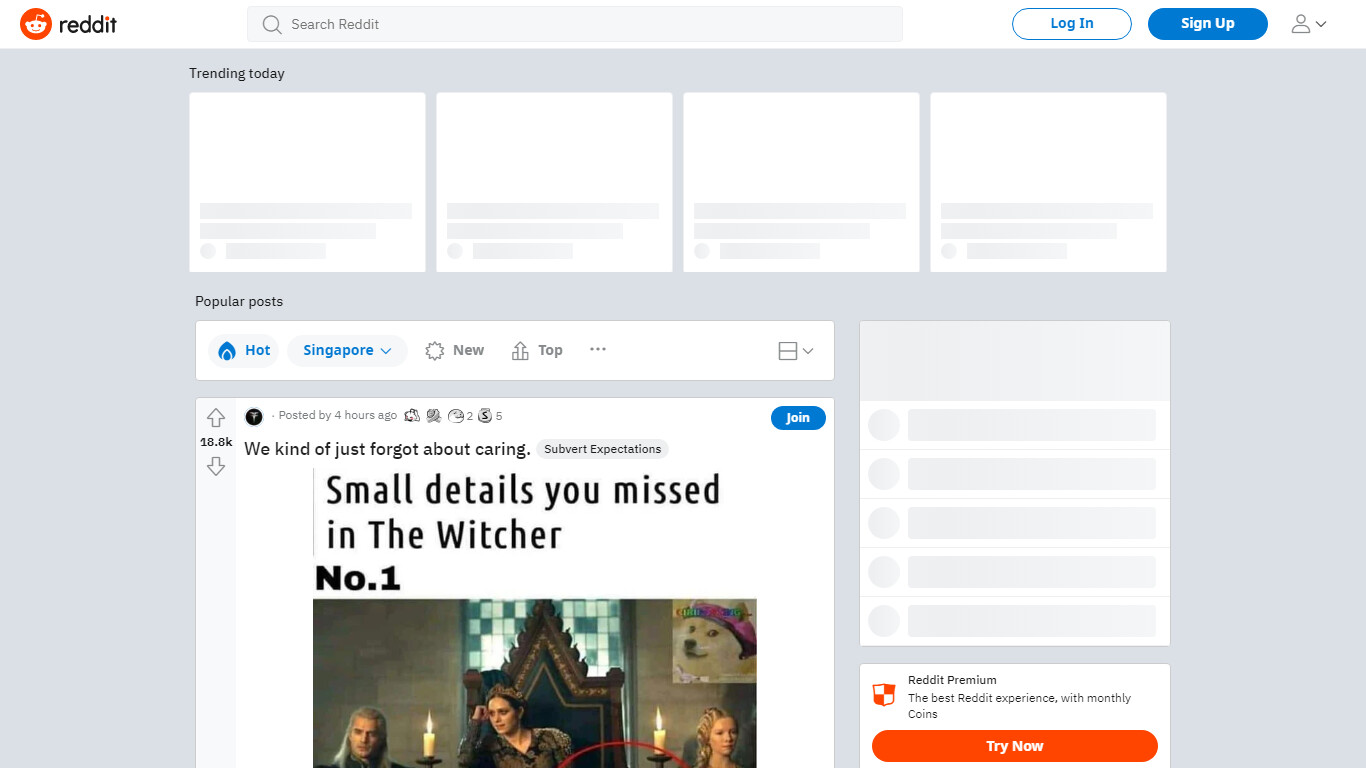 reddit
Search Reddit
Log In
Sign Up
Trending today
Popular posts
Hot
Singapore
New
Top
18.8k
· Posted by 4 hours ago
2
5
Join
We kind of just forgot about caring.
Subvert Expectations
Small details you missed
in The Witcher
No.1
Reddit Premium
The best Reddit experience, with monthly
Coins
Try Now